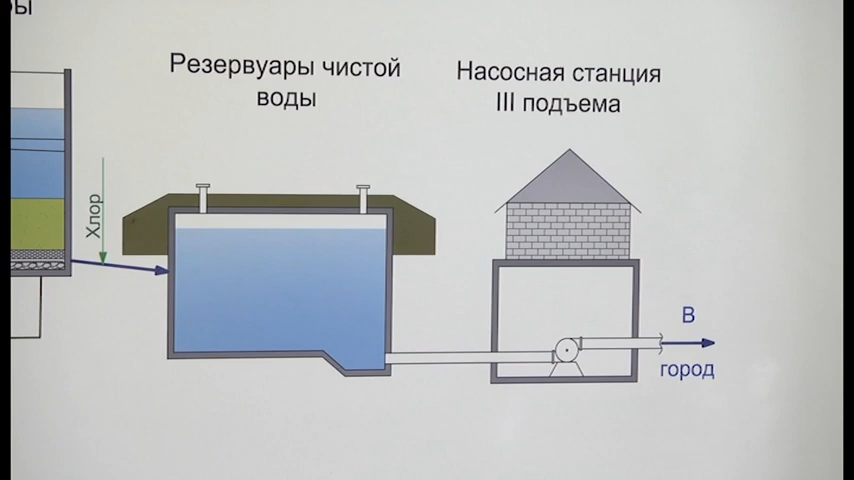 Резервуары чистой
воды
Насосная станция
III подъема
Хлор
В
город